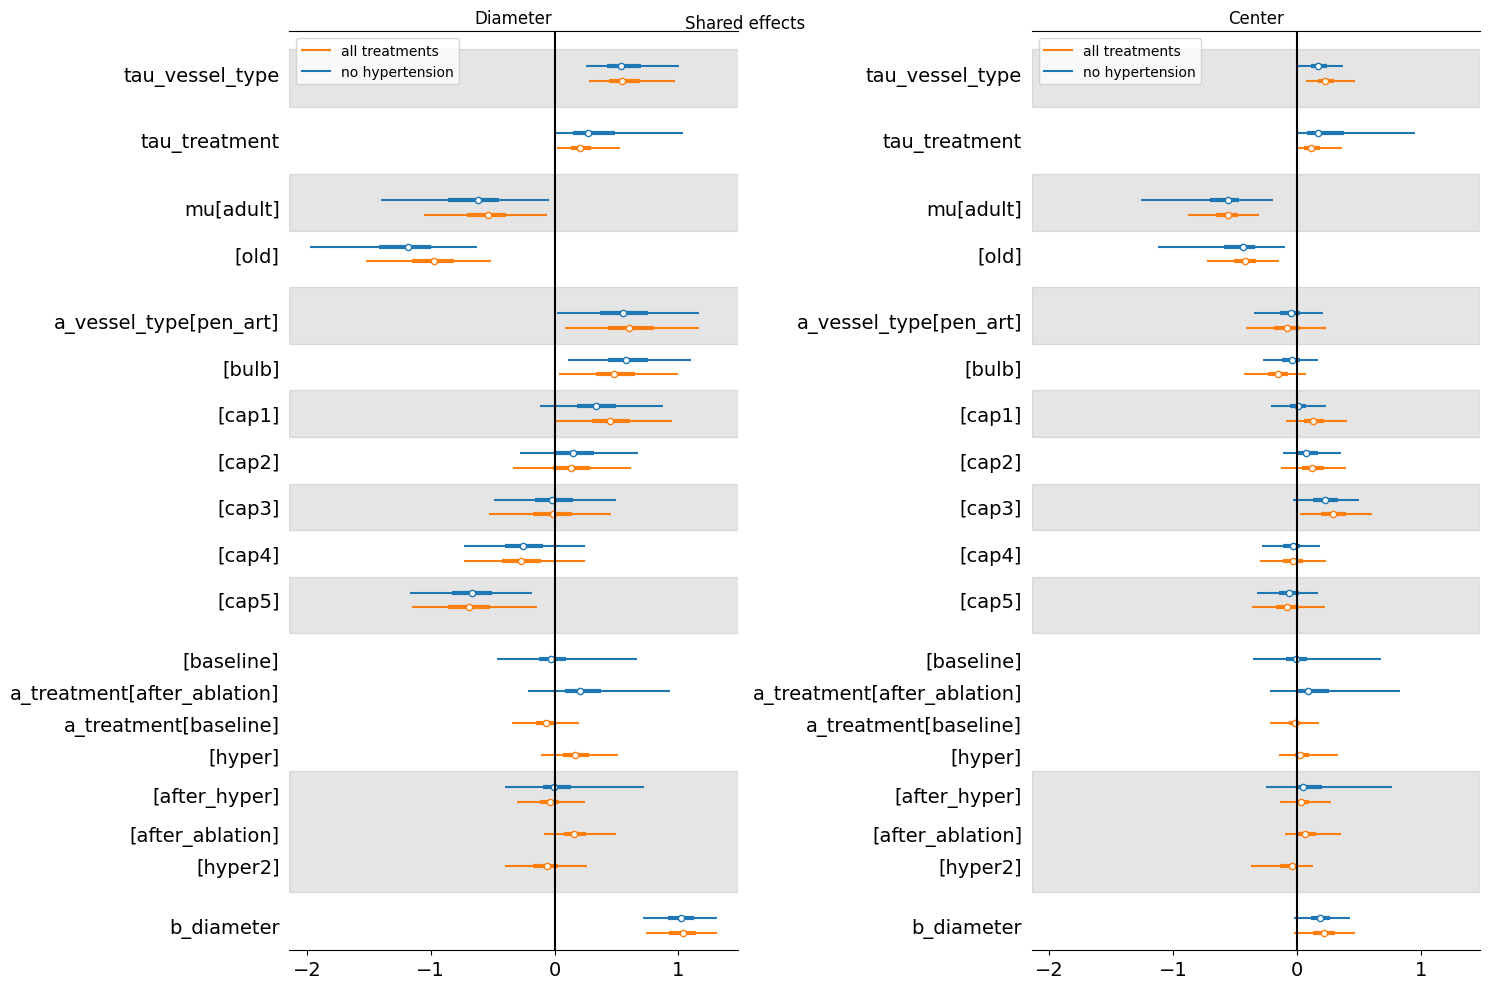 Shared effects
Diameter
all treatments
no hypertension
tau_vessel_type
tau_treatment
mu[adult]
[old]
a_vessel_type[pen_art]
[bulb]
[cap1]
[cap2]
[cap3]
[cap4]
[cap5]
[baseline]
a_treatment[after_ablation]
a_treatment[baseline]
[hyper]
[after_hyper]
[after_ablation]
[hyper2]
b_diameter
−2 −1 0 1
Center
all treatments
no hypertension
tau_vessel_type
tau_treatment
mu[adult]
[old]
a_vessel_type[pen_art]
[bulb]
[cap1]
[cap2]
[cap3]
[cap4]
[cap5]
[baseline]
a_treatment[after_ablation]
a_treatment[baseline]
[hyper]
[after_hyper]
[after_ablation]
[hyper2]
b_diameter
−2 −1 0 1